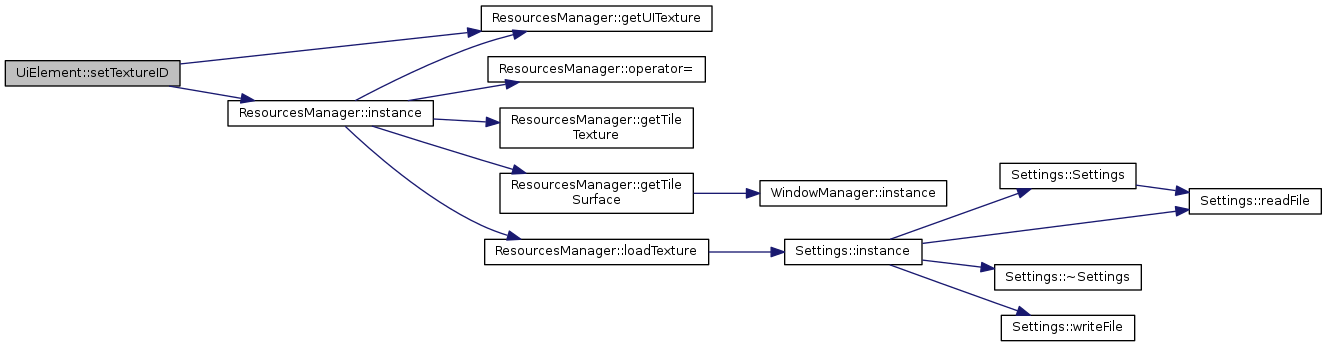 UiElement::setTextureID
ResourcesManager::getUITexture
ResourcesManager::instance
ResourcesManager::operator=
ResourcesManager::getTile
Texture
ResourcesManager::getTile
Surface
ResourcesManager::loadTexture
WindowManager::instance
Settings::instance
Settings::Settings
Settings::readFile
Settings::~Settings
Settings::writeFile